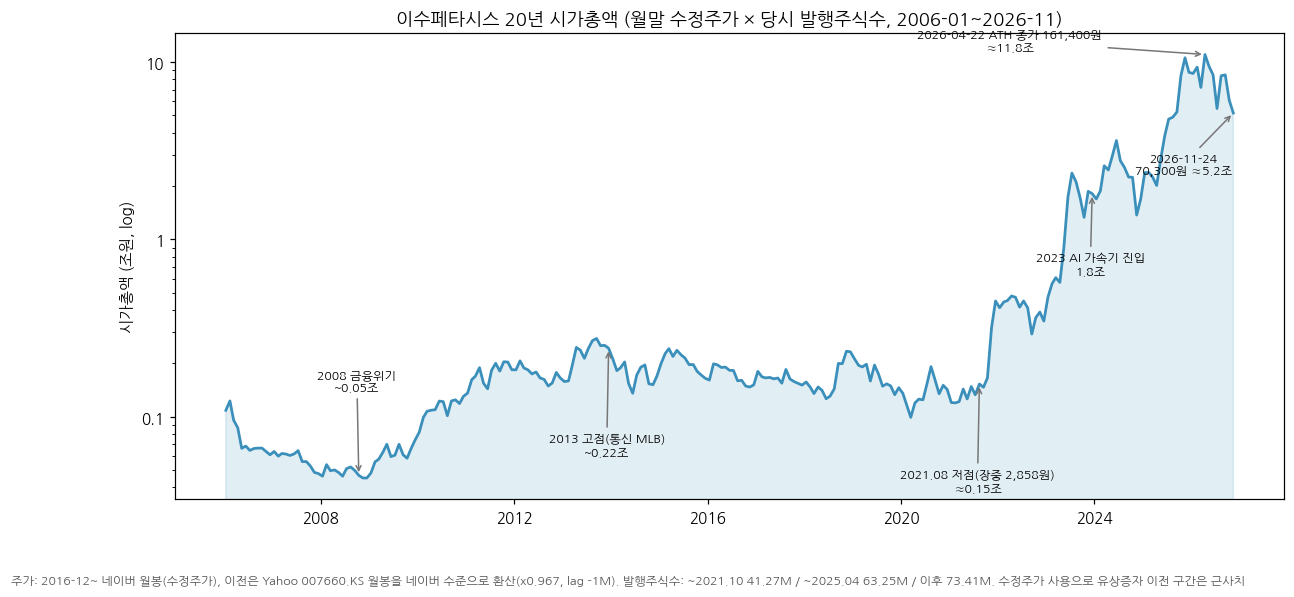 이수페타시스 20년 시가총액 (월말 수정주가 × 당시 발행주식수, 2006-01~2026-11)
2026-04-22 ATH 종가 161,400원
≈11.8조
10
2026-11-24
70,300원 ≈5.2조
시가총액 (조원, log)
1
2023 AI 가속기 진입
1.8조
2008 금융위기
~0.05조
0.1
2013 고점(통신 MLB)
~0.22조
2021.08 저점(장중 2,858원)
≈0.15조
2008
2012
2016
2020
2024
주가: 2016-12~ 네이버 월봉(수정주가), 이전은 Yahoo 007660.KS 월봉을 네이버 수준으로 환산(x0.967, lag -1M). 발행주식수: ~2021.10 41.27M / ~2025.04 63.25M / 이후 73.41M. 수정주가 사용으로 유상증자 이전 구간은 근사치